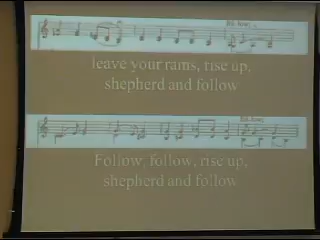 leave your rams, rise up,
shepherd and follow
Follow, follow, rise up,
shepherd and follow